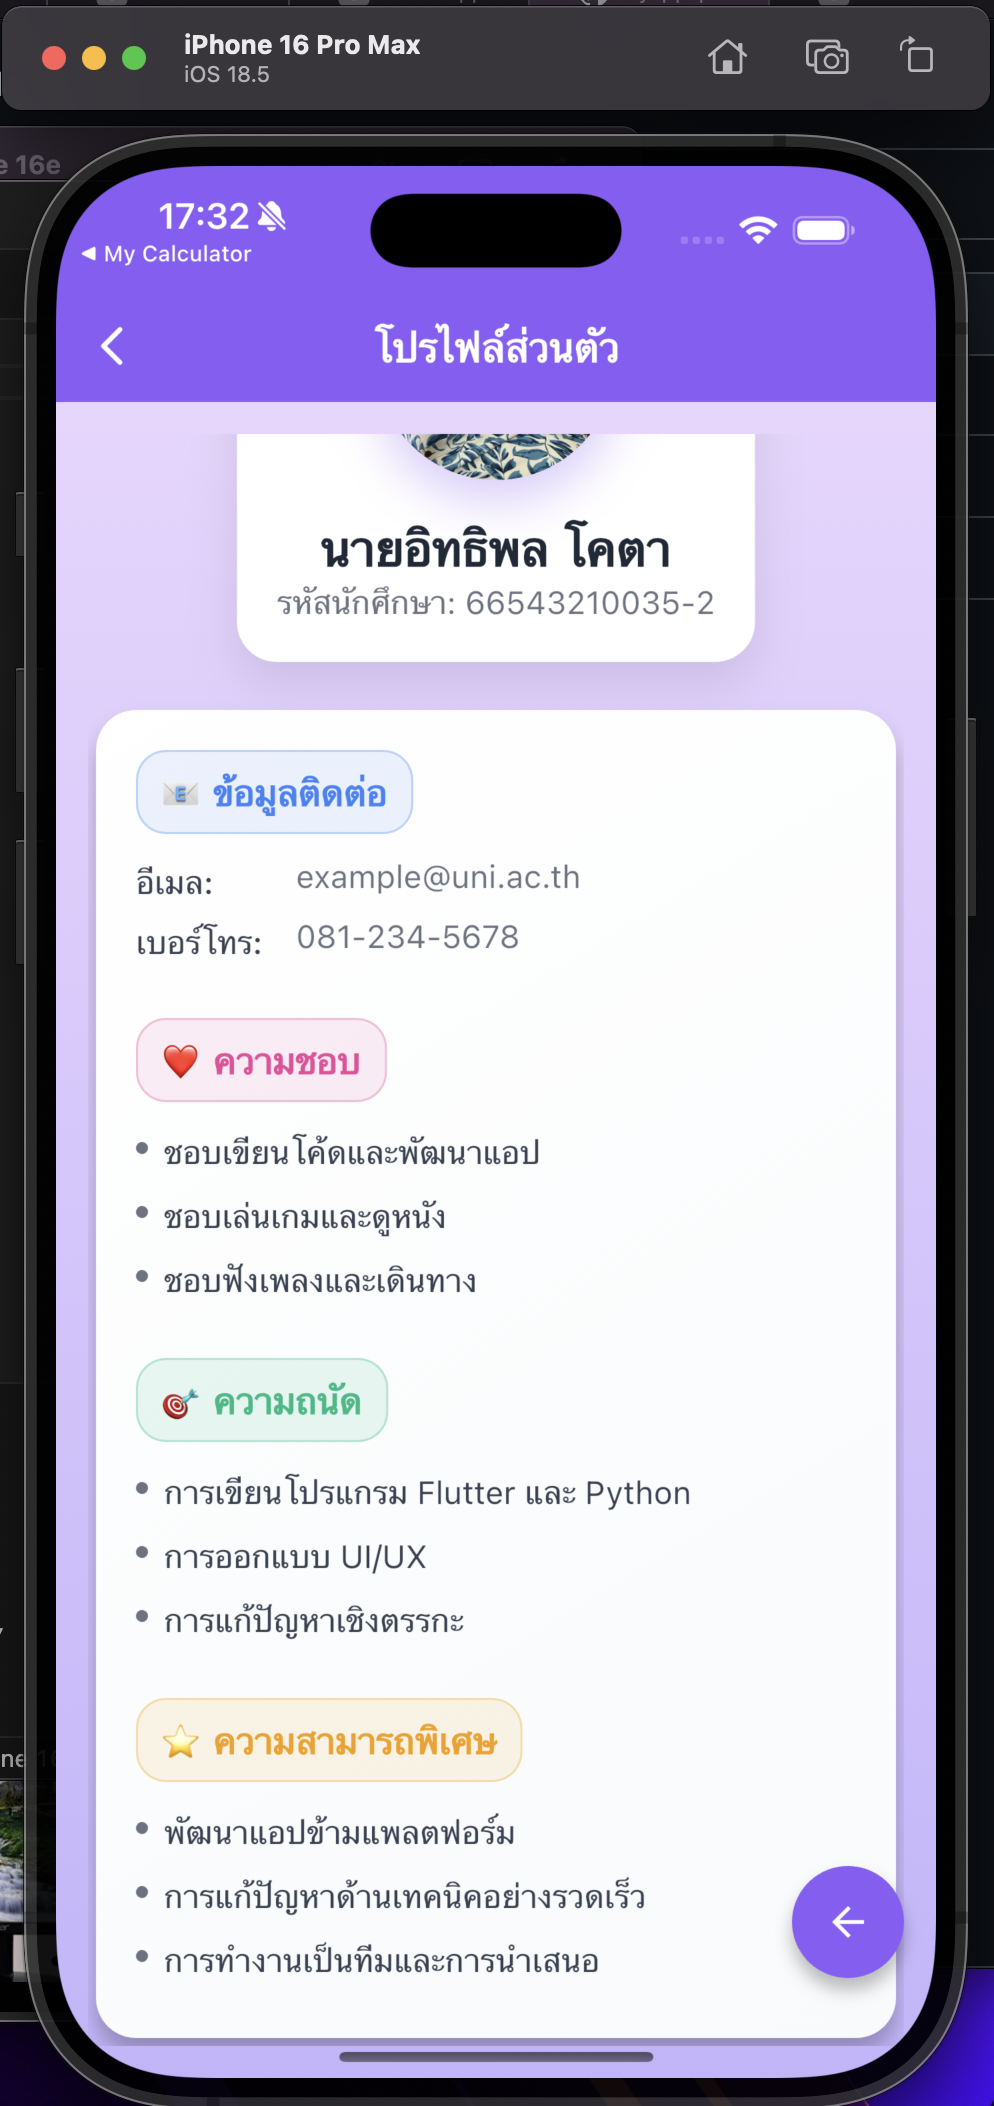 iPhone 16 Pro Max
iOS 18.5
e 16e
17:32
◀ My Calculator
โปรไฟล์ส่วนตัว
นายอิทธิพล โคตา
รหัสนักศึกษา: 66543210035-2
📧 ข้อมูลติดต่อ
อีเมล: example@uni.ac.th
เบอร์โทร: 081-234-5678
❤️ ความชอบ
• ชอบเขียนโค้ดและพัฒนาแอป
• ชอบเล่นเกมและดูหนัง
• ชอบฟังเพลงและเดินทาง
🎯 ความถนัด
• การเขียนโปรแกรม Flutter และ Python
• การออกแบบ UI/UX
• การแก้ปัญหาเชิงตรรกะ
⭐ ความสามารถพิเศษ
• พัฒนาแอปข้ามแพลตฟอร์ม
• การแก้ปัญหาด้านเทคนิคอย่างรวดเร็ว
• การทำงานเป็นทีมและการนำเสนอ